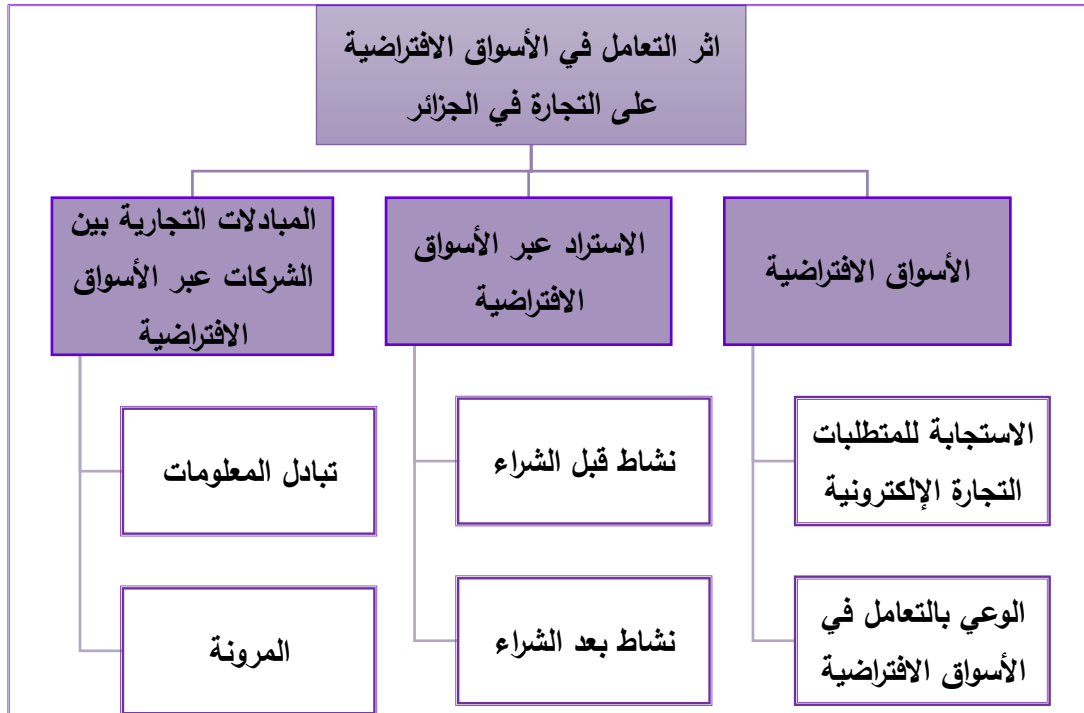 اثر التعامل في الأسواق الافتراضية
على التجارة في الجزائر
الأسواق الافتراضية
الاستجابة للمتطلبات
التجارة الإلكترونية
الوعي بالتعامل في
الأسواق الافتراضية
الاستراد عبر الأسواق
الافتراضية
نشاط قبل الشراء
نشاط بعد الشراء
المبادلات التجارية بين
الشركات عبر الأسواق
الافتراضية
تبادل المعلومات
المرونة